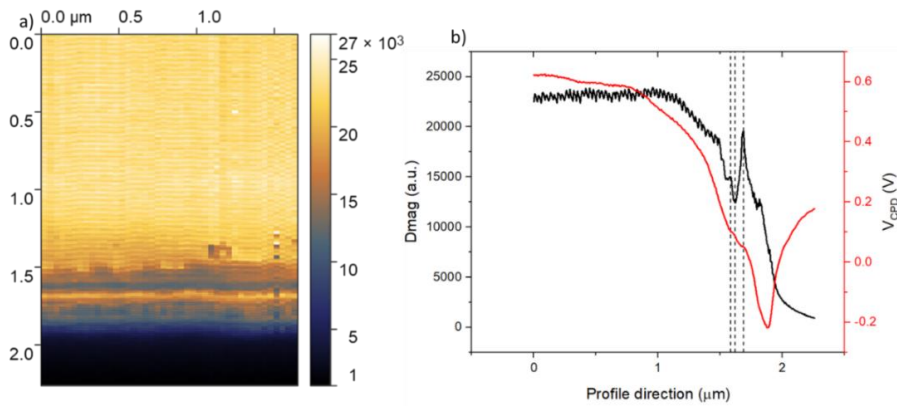 a)
0.0 µm 0.5 1.0
0.0
0.5
1.0
1.5
2.0
27 × 10³
25
20
15
10
5
1
b)
25000
20000
15000
10000
5000
0
Dmag (a.u.)
0.6
0.4
0.2
0.0
-0.2
V_CPD (V)
0 1 2
Profile direction (µm)